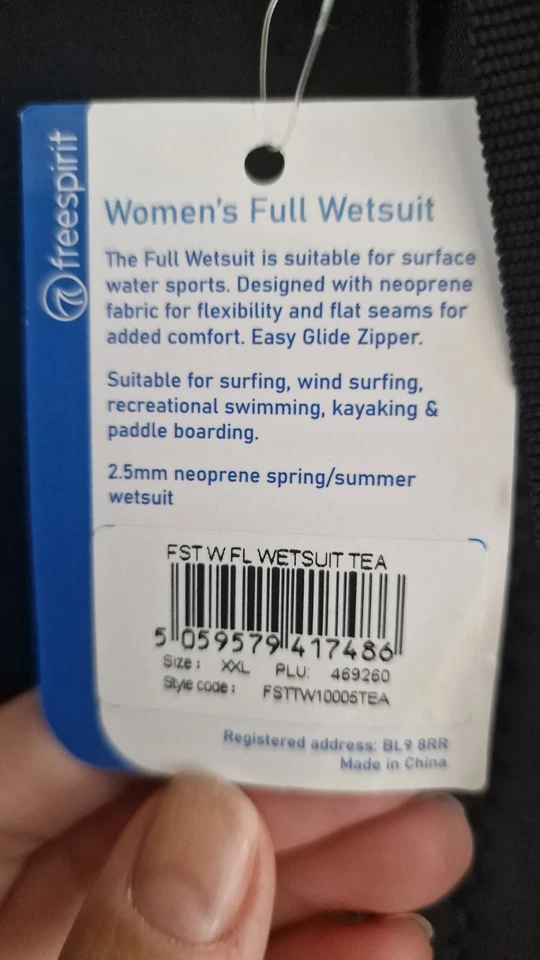 freespirit
Women's Full Wetsuit
The Full Wetsuit is suitable for surface
water sports. Designed with neoprene
fabric for flexibility and flat seams for
added comfort. Easy Glide Zipper.
Suitable for surfing, wind surfing,
recreational swimming, kayaking &
paddle boarding.
2.5mm neoprene spring/summer
wetsuit
FST W FL WETSUIT TEA
5 059579 417486
Size: XXL PLU: 469260
Style code: FSTTW10005TEA
Registered address: BL9 8RR
Made in China